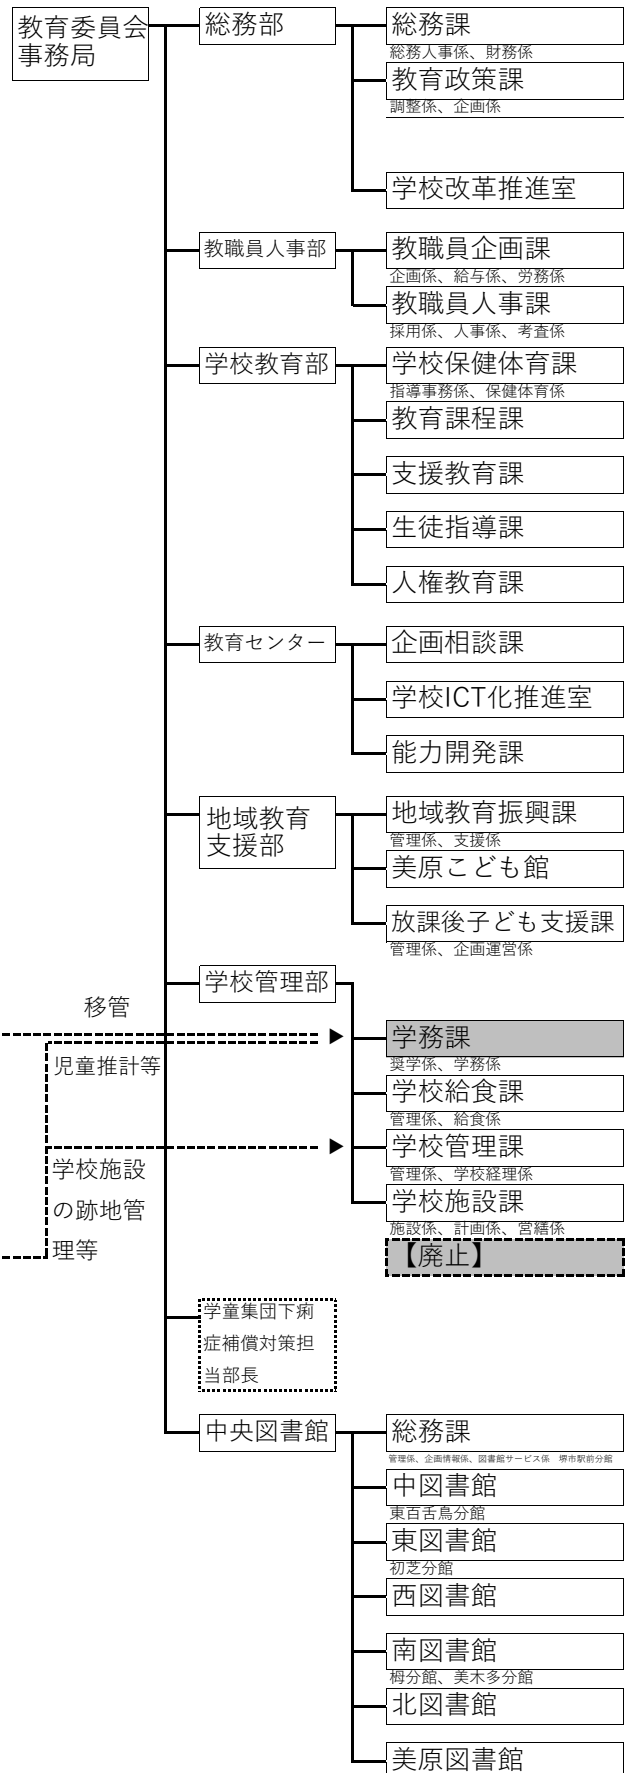 教育委員会
事務局
総務部
総務課
総務人事係、財務係
教育政策課
調整係、企画係
学校改革推進室
教職員人事部
教職員企画課
企画係、給与係、労務係
教職員人事課
採用係、人事係、考査係
学校教育部
学校保健体育課
指導事務係、保健体育係
教育課程課
支援教育課
生徒指導課
人権教育課
教育センター
企画相談課
学校ICT化推進室
能力開発課
地域教育
支援部
地域教育振興課
管理係、支援係
美原こども館
放課後子ども支援課
管理係、企画運営係
学校管理部
移管
学務課
奨学係、学務係
児童推計等
学校給食課
管理係、給食係
学校管理課
管理係、学校経理係
学校施設
の跡地管
理等
学校施設課
施設係、計画係、営繕係
【廃止】
学童集団下痢
症補償対策担
当部長
中央図書館
総務課
管理係、企画情報係、図書館サービス係　堺市駅前分館
中図書館
東百舌鳥分館
東図書館
初芝分館
西図書館
南図書館
栂分館、美木多分館
北図書館
美原図書館